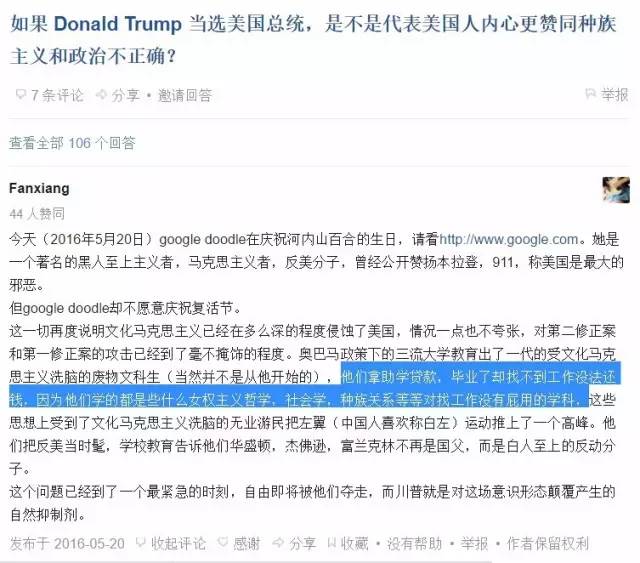 如果 Donald Trump 当选美国总统，是不是代表美国人内心更赞同种族
主义和政治不正确？
7 条评论 分享 • 邀请回答 举报
查看全部 106 个回答
Fanxiang
44 人赞同
今天（2016年5月20日）google doodle在庆祝河内山百合的生日，请看http://www.google.com。她是
一个著名的黑人至上主义者，马克思主义者，反美分子，曾经公开赞扬本拉登，911，称美国是最大的
邪恶。
但google doodle却不愿意庆祝复活节。
这一切再度说明文化马克思主义已经在多么深的程度侵蚀了美国，情况一点也不夸张，对第二修正案
和第一修正案的攻击已经到了毫不掩饰的程度。奥巴马政策下的三流大学教育出了一代的受文化马克
思主义洗脑的废物文科生（当然并不是从他开始的），他们拿助学贷款，毕业了却找不到工作没法还
钱，因为他们学的都是些什么女权主义哲学，社会学，种族关系等等对找工作没有屁用的学科，这些
思想上受到了文化马克思主义洗脑的无业游民把左翼（中国人喜欢称白左）运动推上了一个高峰。他
们把反美当时髦，学校教育告诉他们华盛顿，杰佛逊，富兰克林不再是国父，而是白人至上的反动分
子。
这个问题已经到了一个最紧急的时刻，自由即将被他们夺走，而川普就是对这场意识形态颠覆产生的
自然抑制剂。
发布于 2016-05-20 收起评论 感谢 分享 收藏 • 没有帮助 • 举报 • 作者保留权利